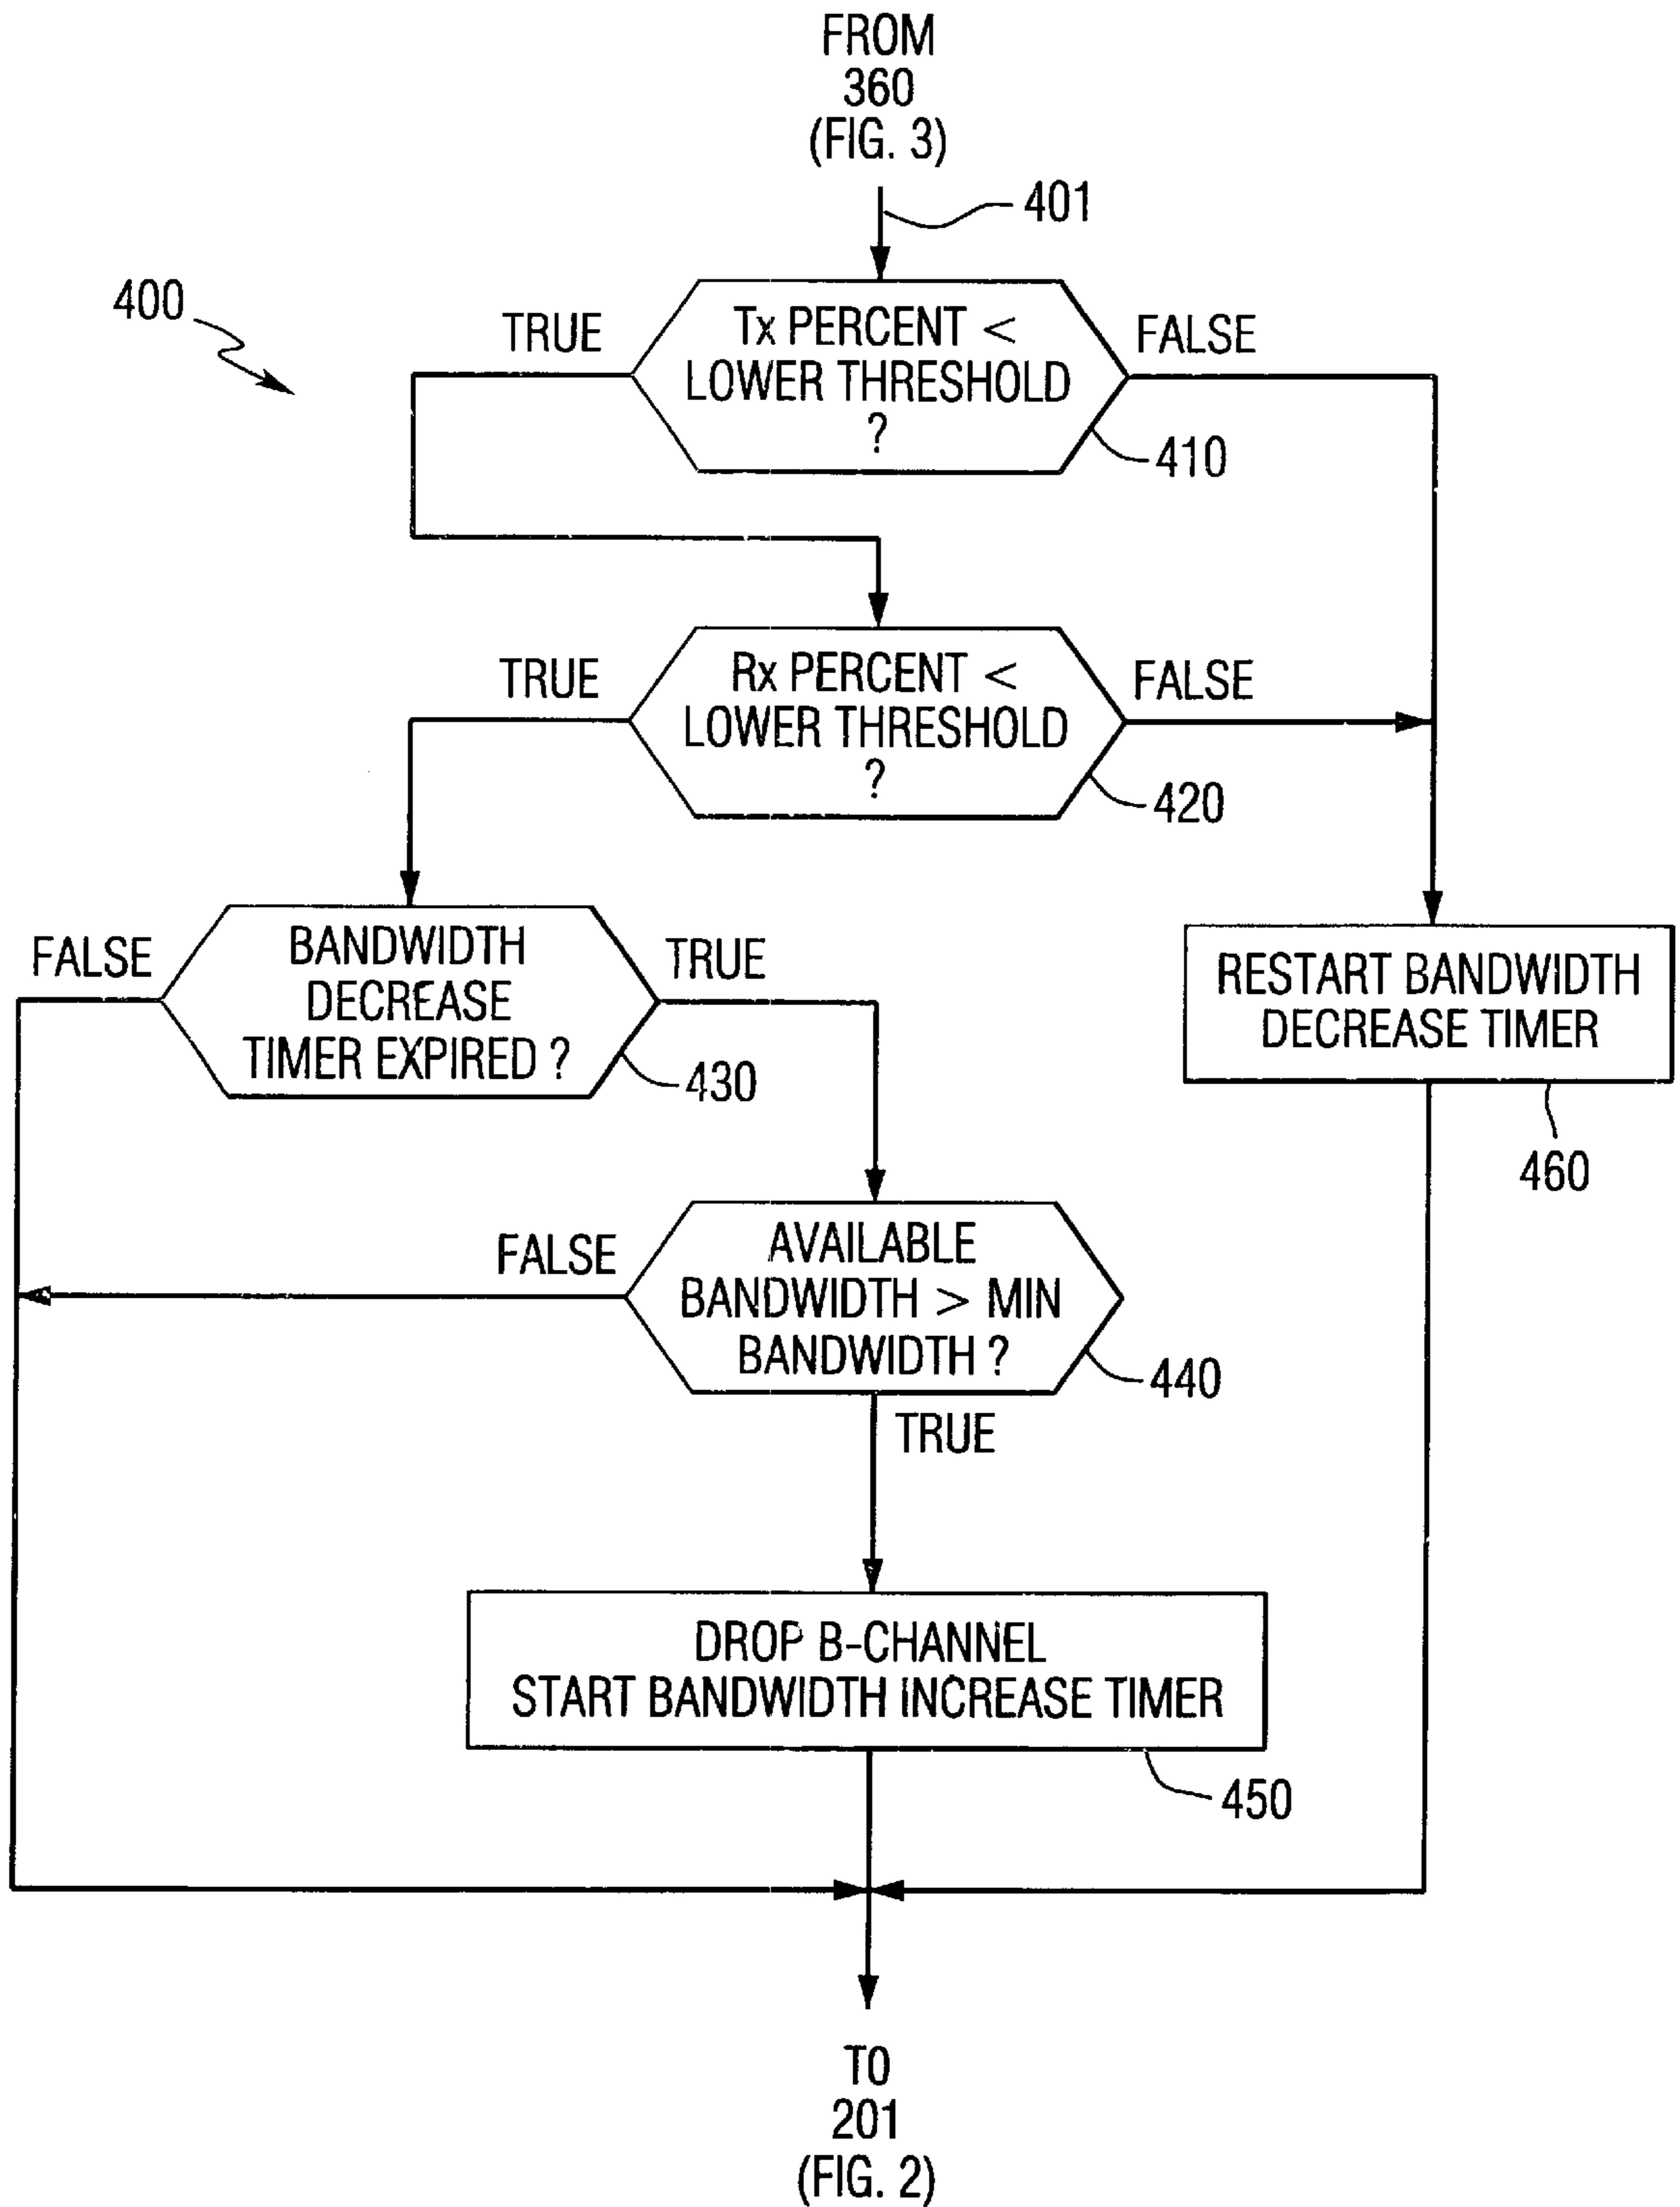 FROM
360
(FIG. 3)
401
400
TRUE
Tx PERCENT <
LOWER THRESHOLD
?
FALSE
410
TRUE
Rx PERCENT <
LOWER THRESHOLD
?
FALSE
420
FALSE
BANDWIDTH
DECREASE
TIMER EXPIRED ?
TRUE
430
RESTART BANDWIDTH
DECREASE TIMER
460
FALSE
AVAILABLE
BANDWIDTH > MIN
BANDWIDTH ?
440
TRUE
DROP B-CHANNEL
START BANDWIDTH INCREASE TIMER
450
TO
201
(FIG. 2)